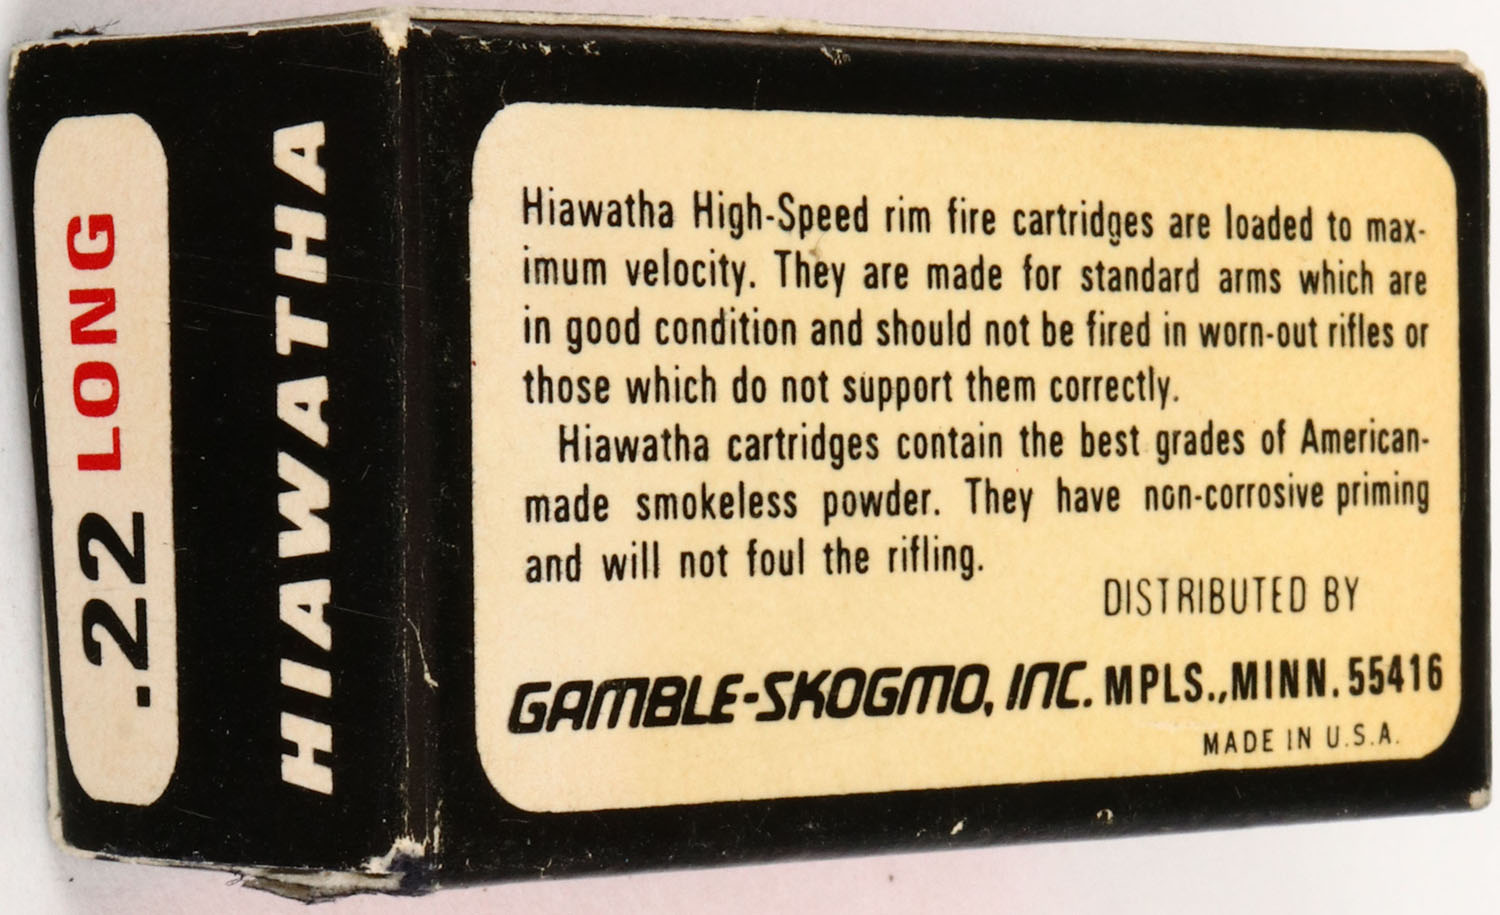 .22 LONG
HIAWATHA
Hiawatha High-Speed rim fire cartridges are loaded to max-
imum velocity. They are made for standard arms which are
in good condition and should not be fired in worn-out rifles or
those which do not support them correctly.
Hiawatha cartridges contain the best grades of American-
made smokeless powder. They have non-corrosive priming
and will not foul the rifling.
DISTRIBUTED BY
GAMBLE-SKOGMO, INC. MPLS., MINN. 55416
MADE IN U.S.A.